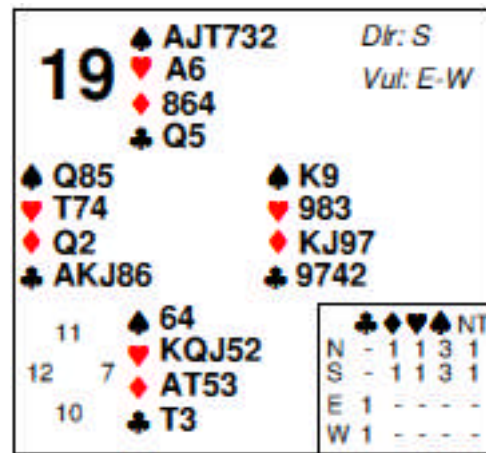 19
♠ AJT732
♥ A6
♦ 864
♣ Q5
Dlr: S
Vul: E-W
♠ Q85
♥ T74
♦ Q2
♣ AKJ86
♠ K9
♥ 983
♦ KJ97
♣ 9742
11
12 7
10
♠ 64
♥ KQJ52
♦ AT53
♣ T3
♣ ♦ ♥ ♠ NT
N - 1 1 3 1
S - 1 1 3 1
E 1 - - - -
W 1 - - - -